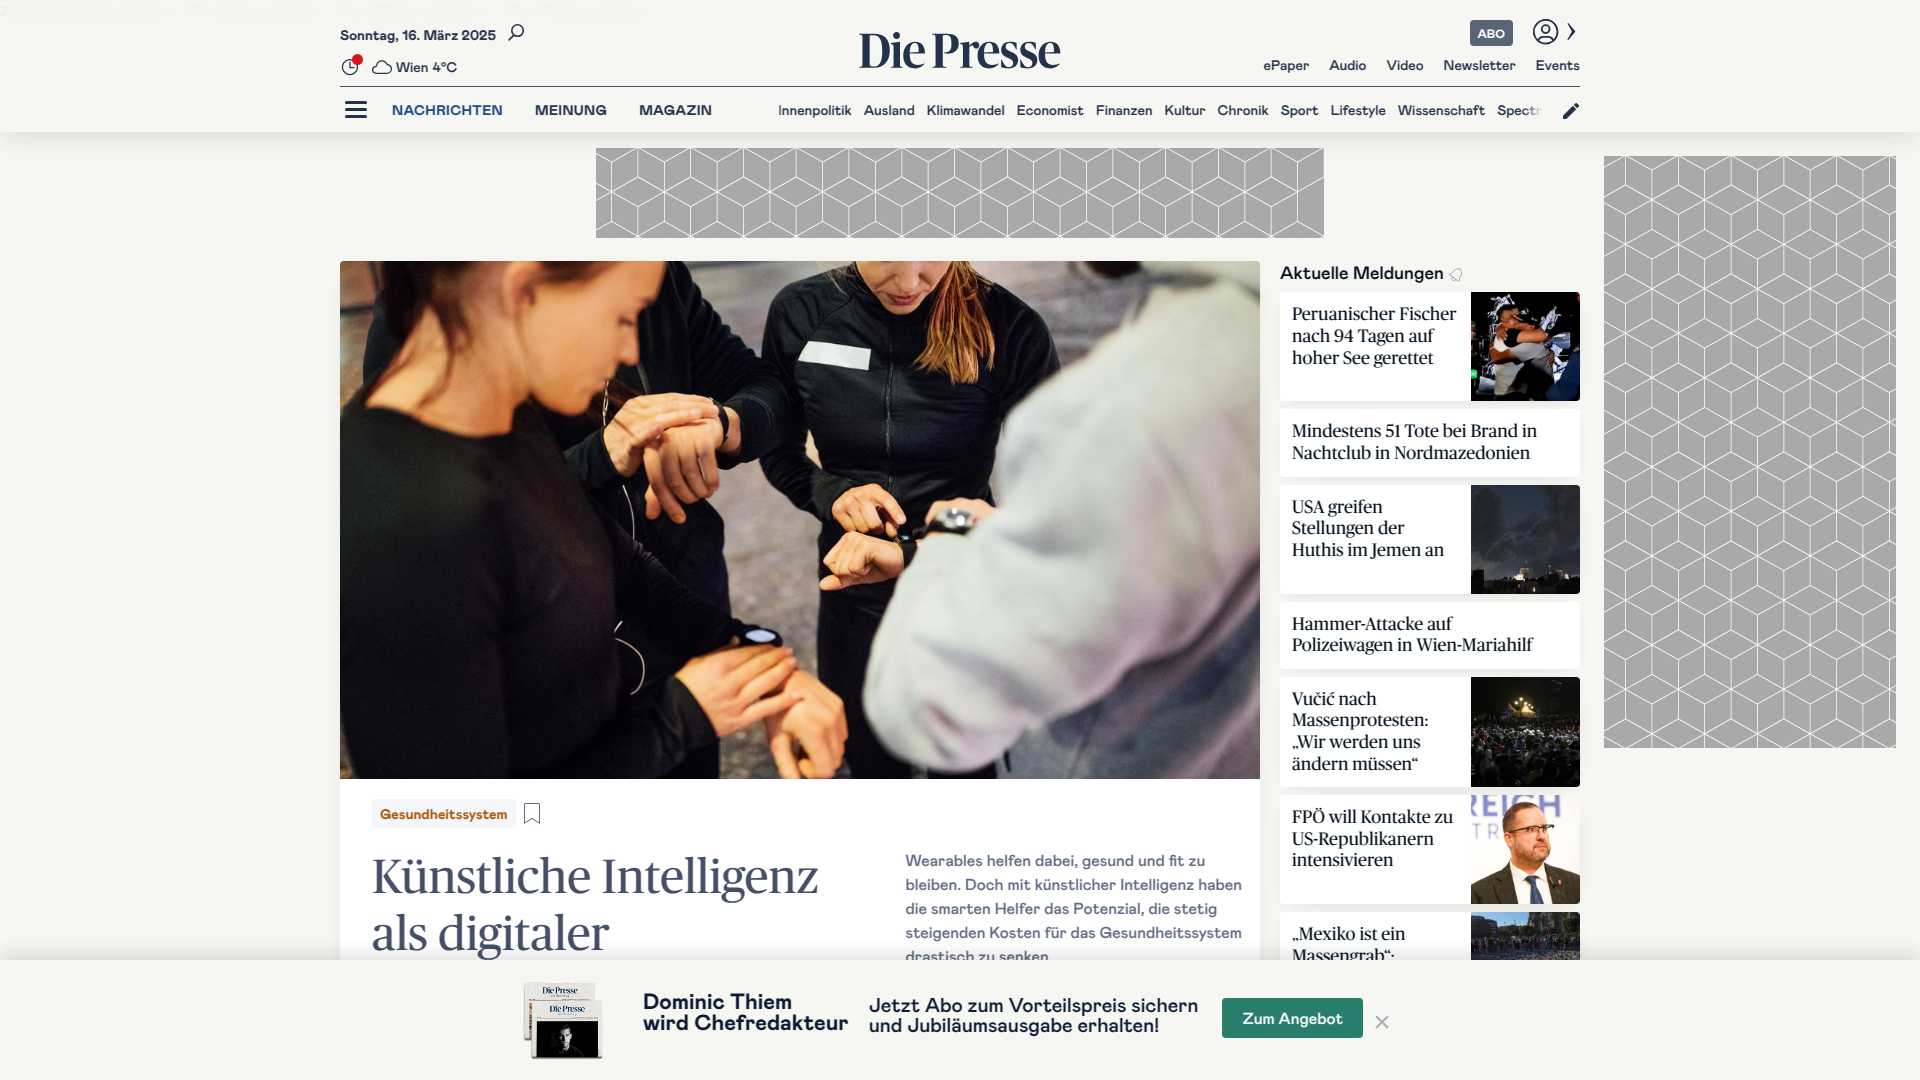 Sonntag, 16. März 2025
Wien 4°C
Die Presse
ABO
ePaper Audio Video Newsletter Events
NACHRICHTEN MEINUNG MAGAZIN
Innenpolitik Ausland Klimawandel Economist Finanzen Kultur Chronik Sport Lifestyle Wissenschaft
Gesundheitssystem
Künstliche Intelligenz
als digitaler
Wearables helfen dabei, gesund und fit zu
bleiben. Doch mit künstlicher Intelligenz haben
die smarten Helfer das Potenzial, die stetig
steigenden Kosten für das Gesundheitssystem
drastisch zu senken.
Aktuelle Meldungen
Peruanischer Fischer
nach 94 Tagen auf
hoher See gerettet
Mindestens 51 Tote bei Brand in
Nachtclub in Nordmazedonien
USA greifen
Stellungen der
Huthis im Jemen an
Hammer-Attacke auf
Polizeiwagen in Wien-Mariahilf
Vučić nach
Massenprotesten:
„Wir werden uns
ändern müssen“
FPÖ will Kontakte zu
US-Republikanern
intensivieren
„Mexiko ist ein
Massengrab“:
Die Presse
Die Presse
Dominic Thiem
wird Chefredakteur
Jetzt Abo zum Vorteilspreis sichern
und Jubiläumsausgabe erhalten!
Zum Angebot